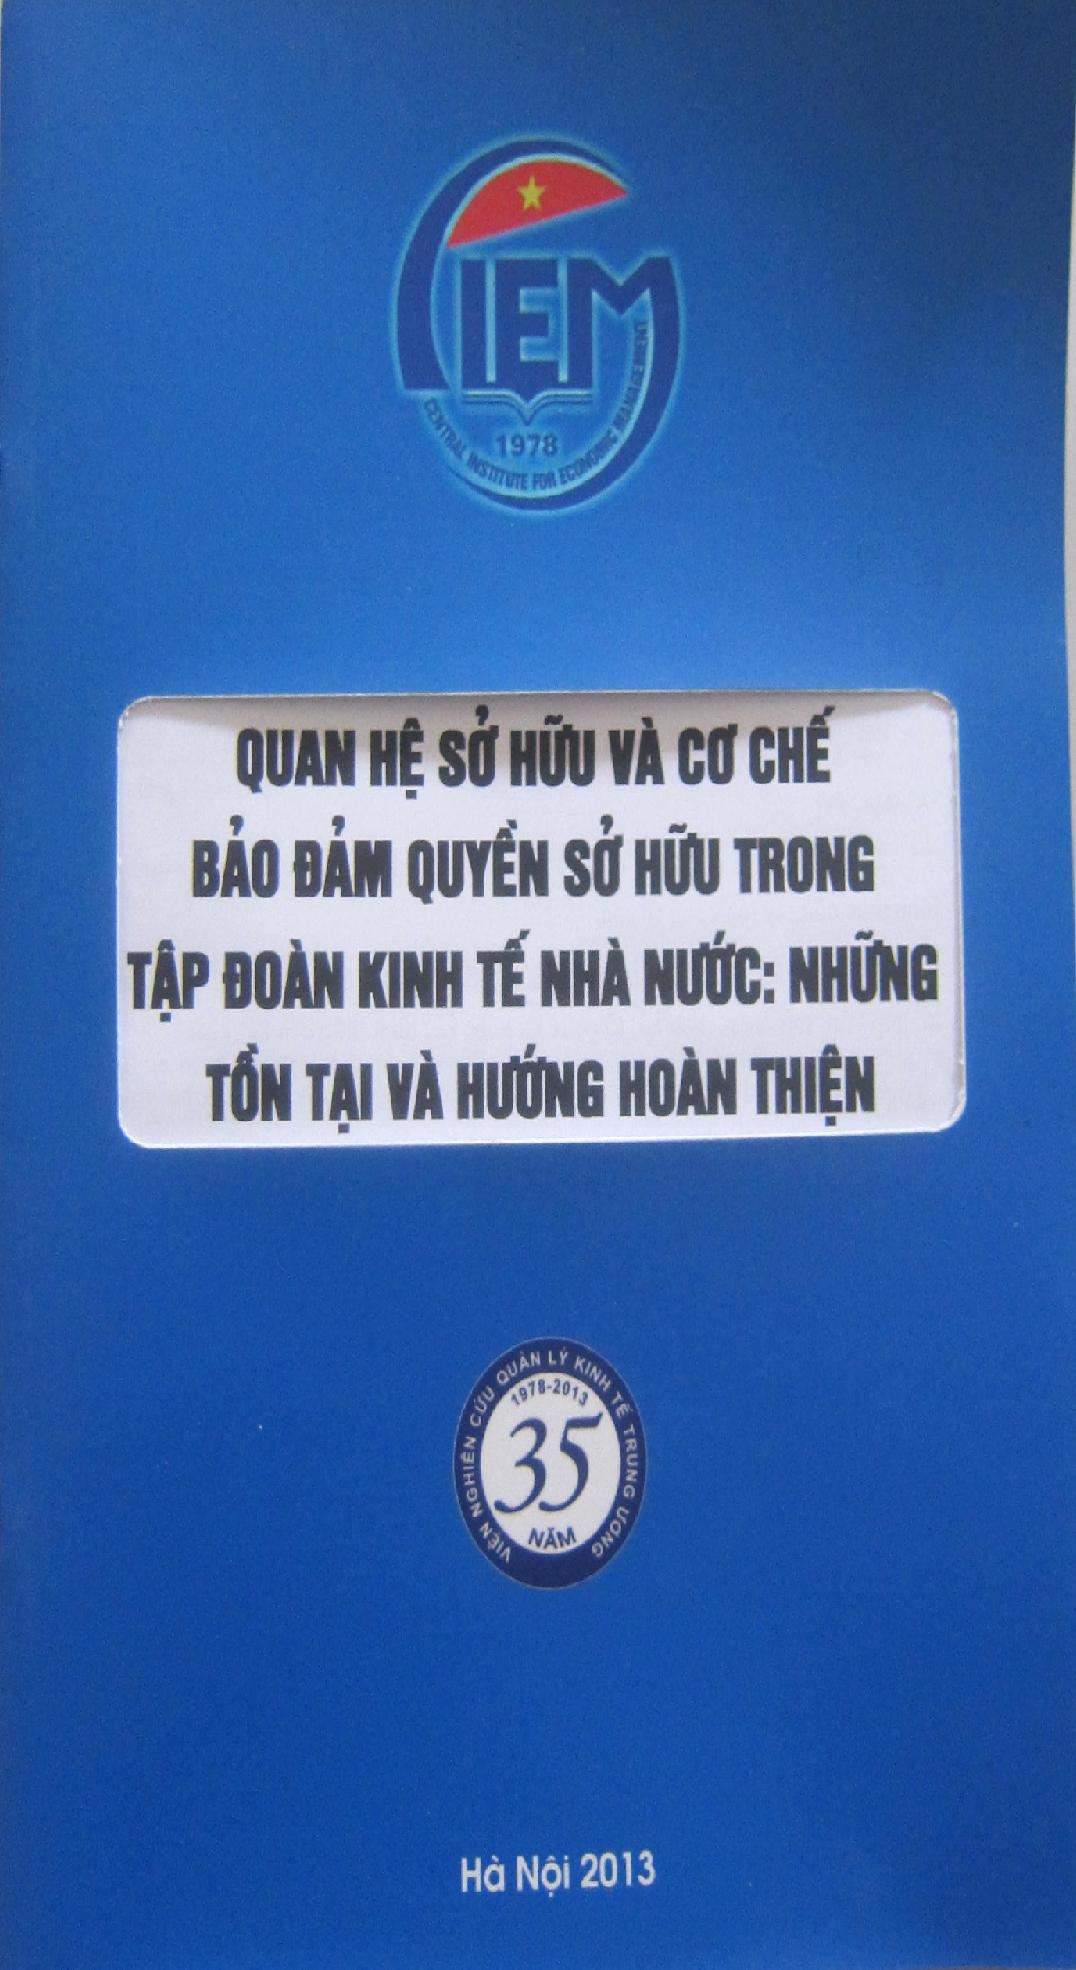 CIEM
1978
CENTRAL INSTITUTE FOR ECONOMIC MANAGEMENT
QUAN HỆ SỞ HỮU VÀ CƠ CHẾ
BẢO ĐẢM QUYỀN SỞ HỮU TRONG
TẬP ĐOÀN KINH TẾ NHÀ NƯỚC: NHỮNG
TỒN TẠI VÀ HƯỚNG HOÀN THIỆN
VIỆN NGHIÊN CỨU QUẢN LÝ KINH TẾ TRUNG ƯƠNG
1978-2013
35
NĂM
Hà Nội 2013